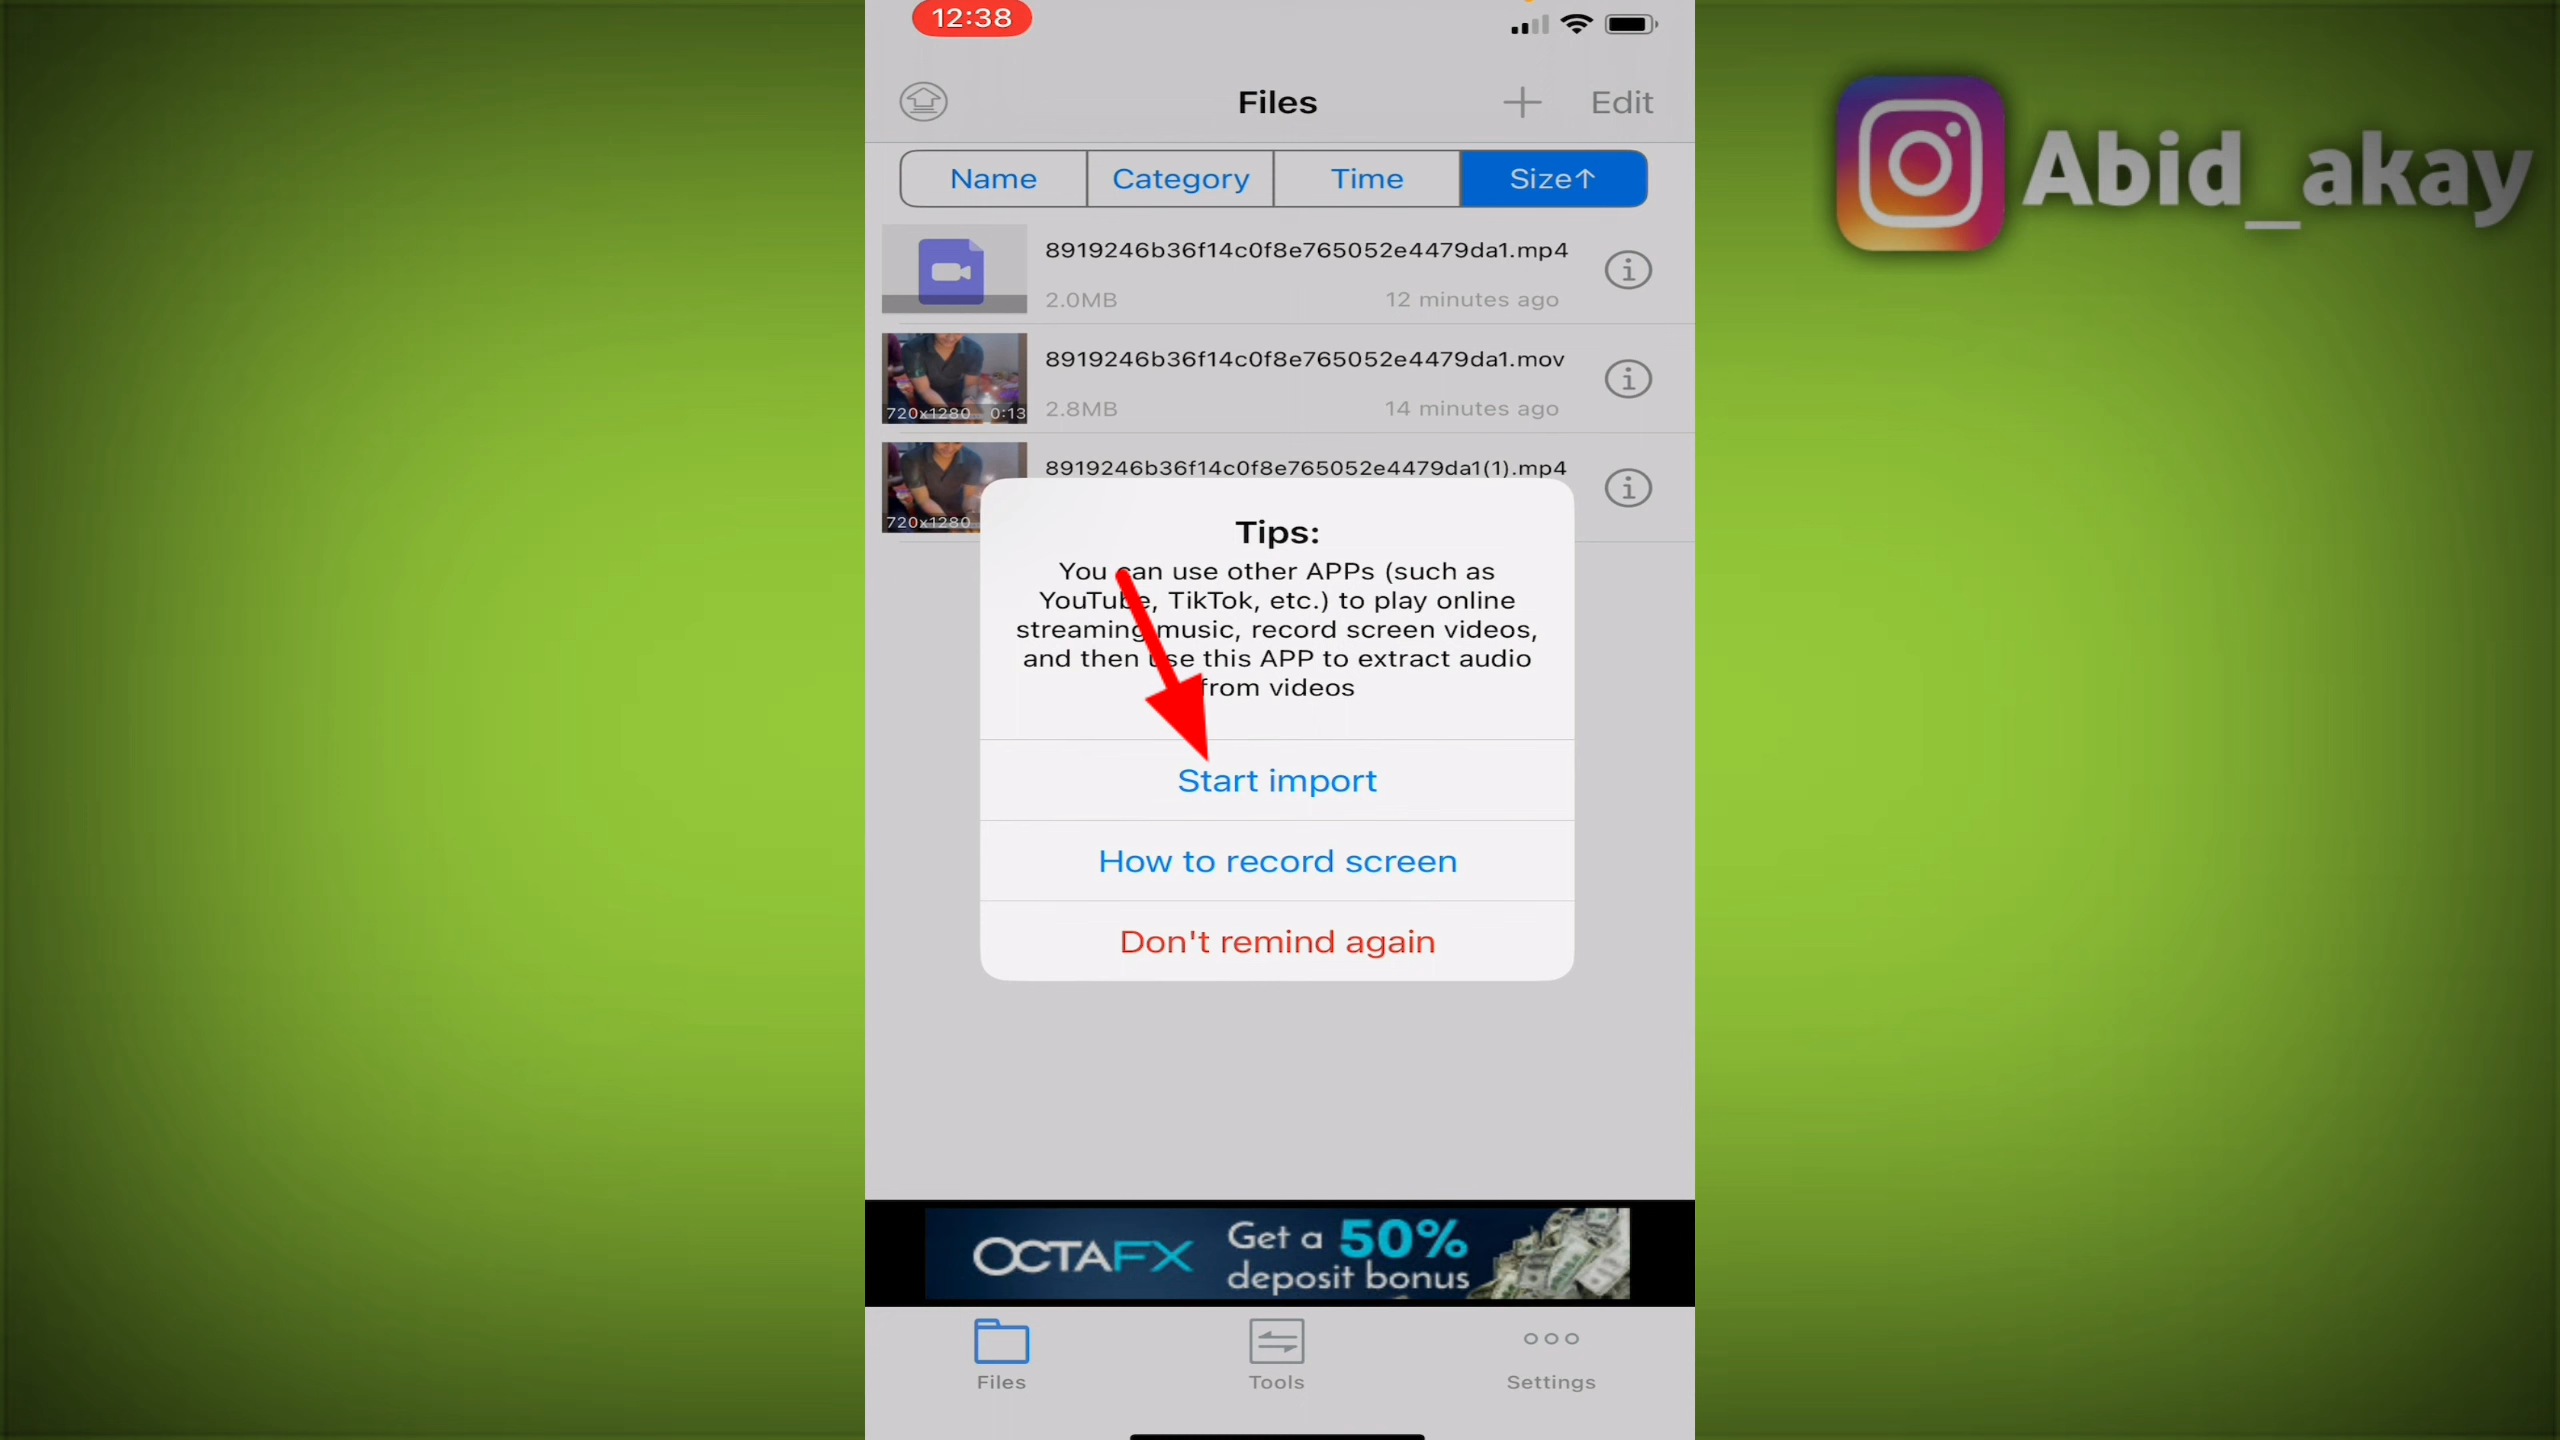 12:38
Files
Edit
Name
Category
Time
Size↑
8919246b36f14c0f8e765052e4479da1.mp4
2.0MB
12 minutes ago
8919246b36f14c0f8e765052e4479da1.mov
720x1280 0:13
2.8MB
14 minutes ago
8919246b36f14c0f8e765052e4479da1(1).mp4
720x1280
Tips:
You can use other APPs (such as
YouTube, TikTok, etc.) to play online
streaming music, record screen videos,
and then use this APP to extract audio
from videos
Start import
How to record screen
Don't remind again
OCTAFX
Get a 50%
deposit bonus
Files
Tools
Settings
Abid_akay